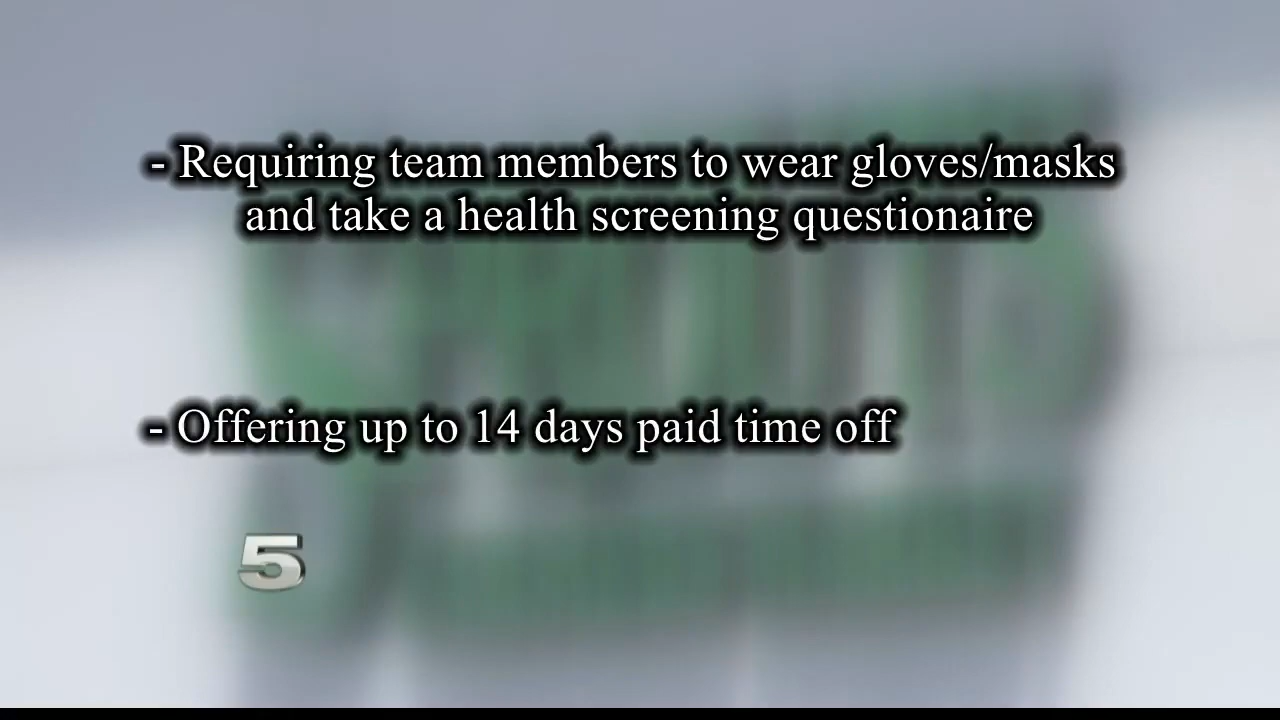 - Requiring team members to wear gloves/masks
and take a health screening questionaire
- Offering up to 14 days paid time off
5